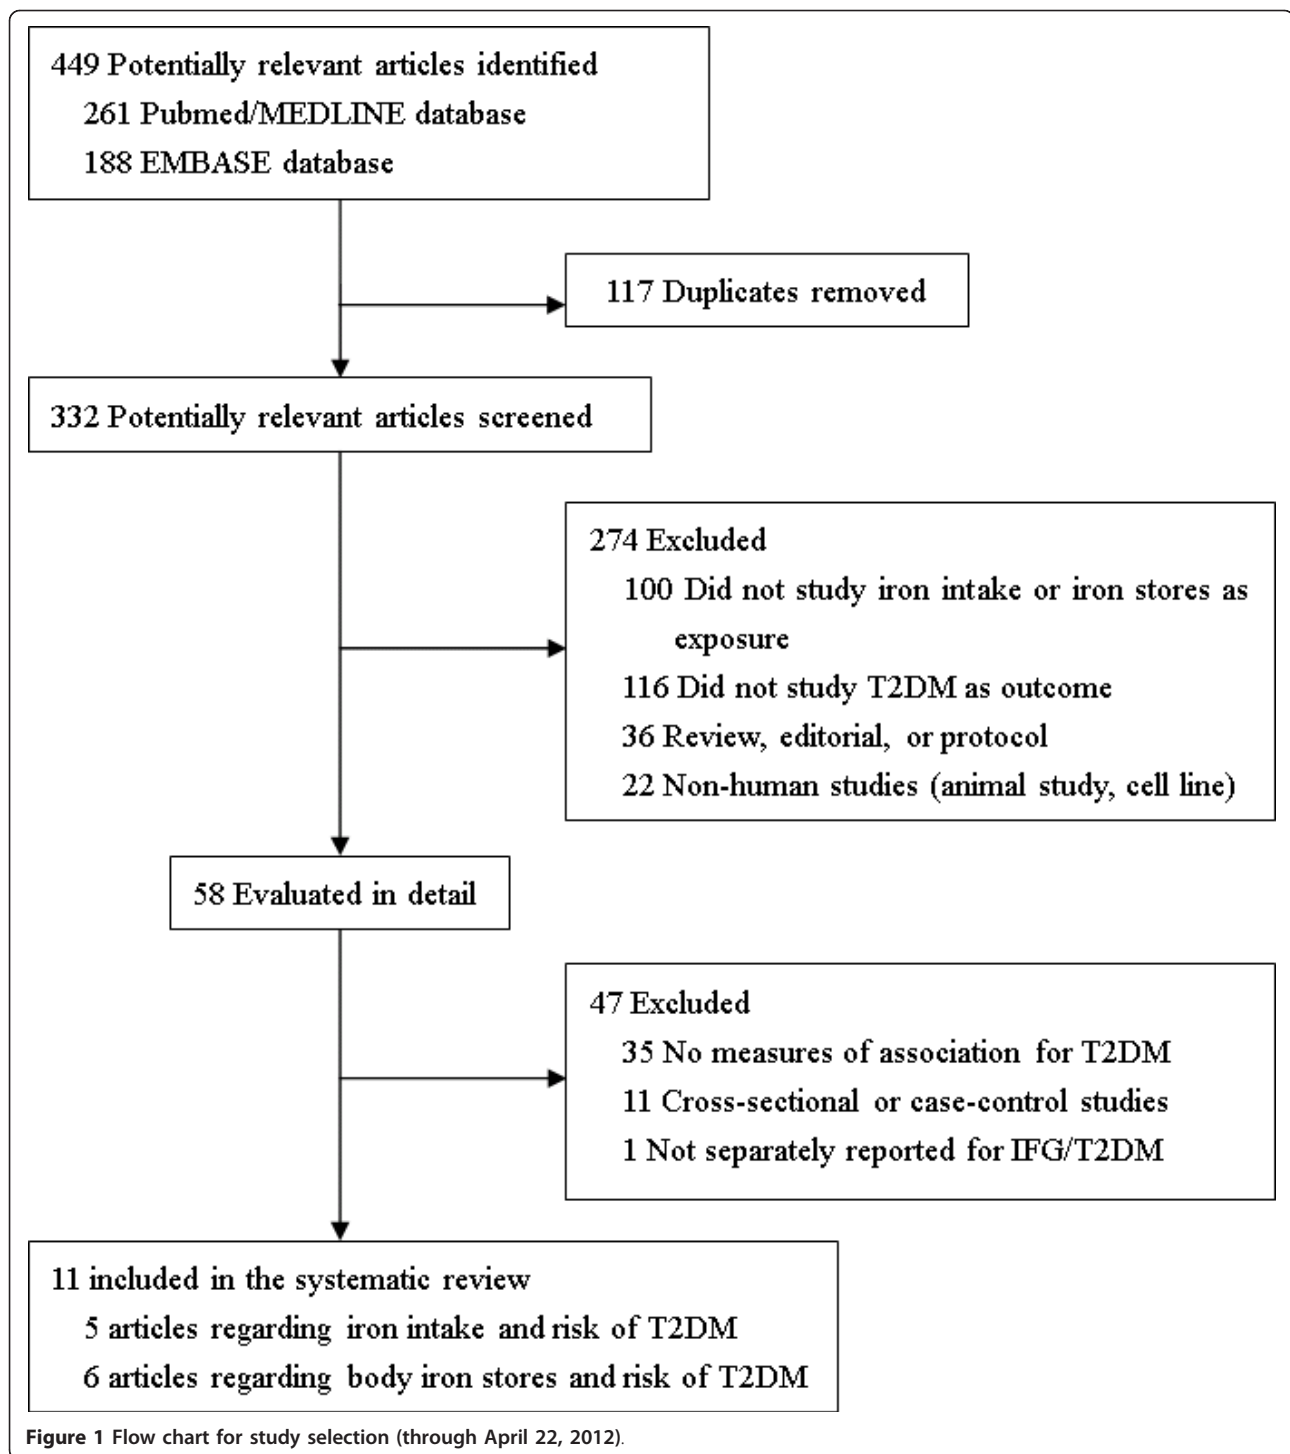 449 Potentially relevant articles identified
261 Pubmed/MEDLINE database
188 EMBASE database
117 Duplicates removed
332 Potentially relevant articles screened
274 Excluded
100 Did not study iron intake or iron stores as
exposure
116 Did not study T2DM as outcome
36 Review, editorial, or protocol
22 Non-human studies (animal study, cell line)
58 Evaluated in detail
47 Excluded
35 No measures of association for T2DM
11 Cross-sectional or case-control studies
1 Not separately reported for IFG/T2DM
11 included in the systematic review
5 articles regarding iron intake and risk of T2DM
6 articles regarding body iron stores and risk of T2DM
Figure 1 Flow chart for study selection (through April 22, 2012).